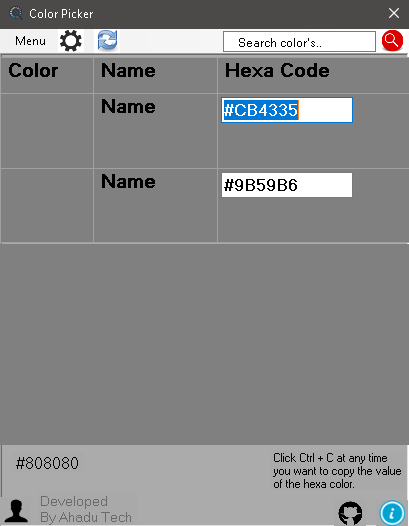 Color Picker
Menu
Search color's..
Color Name Hexa Code
Name #CB4335
Name #9B59B6
#808080
Click Ctrl + C at any time
you want to copy the value
of the hexa color.
Developed
By Ahadu Tech